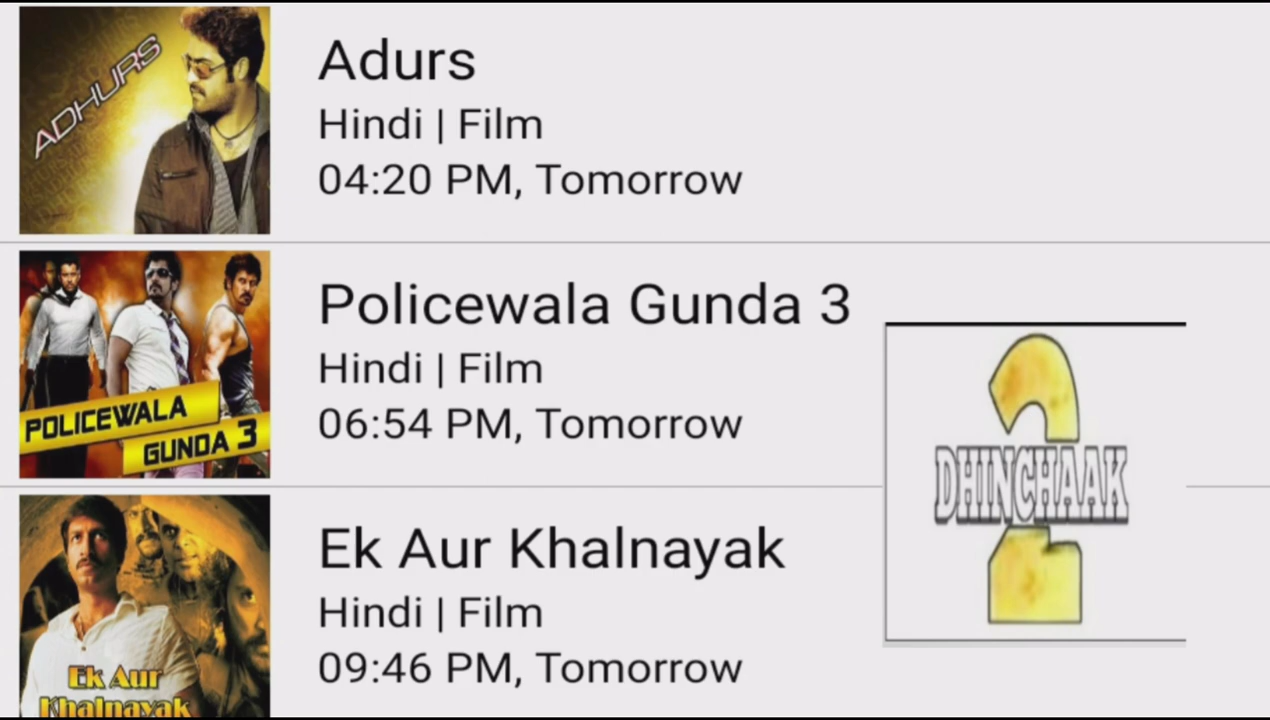 ADHURS
Adurs
Hindi | Film
04:20 PM, Tomorrow
POLICEWALA
GUNDA 3
Policewala Gunda 3
Hindi | Film
06:54 PM, Tomorrow
2
DHINCHAAK
Ek Aur
Khalnayak
Ek Aur Khalnayak
Hindi | Film
09:46 PM, Tomorrow